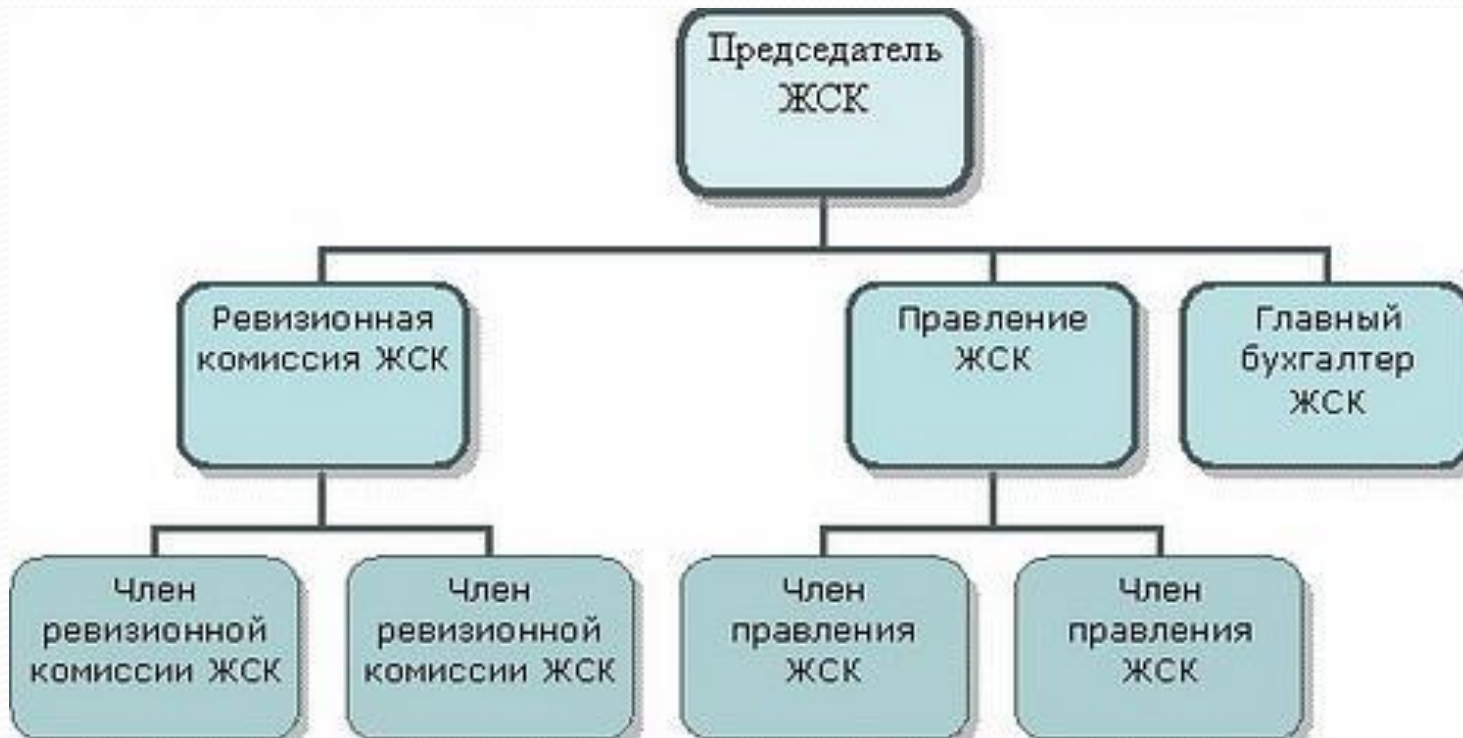 Председатель
ЖСК
Ревизионная
комиссия ЖСК
Правление
ЖСК
Главный
бухгалтер
ЖСК
Член
ревизионной
комиссии ЖСК
Член
ревизионной
комиссии ЖСК
Член
правления
ЖСК
Член
правления
ЖСК